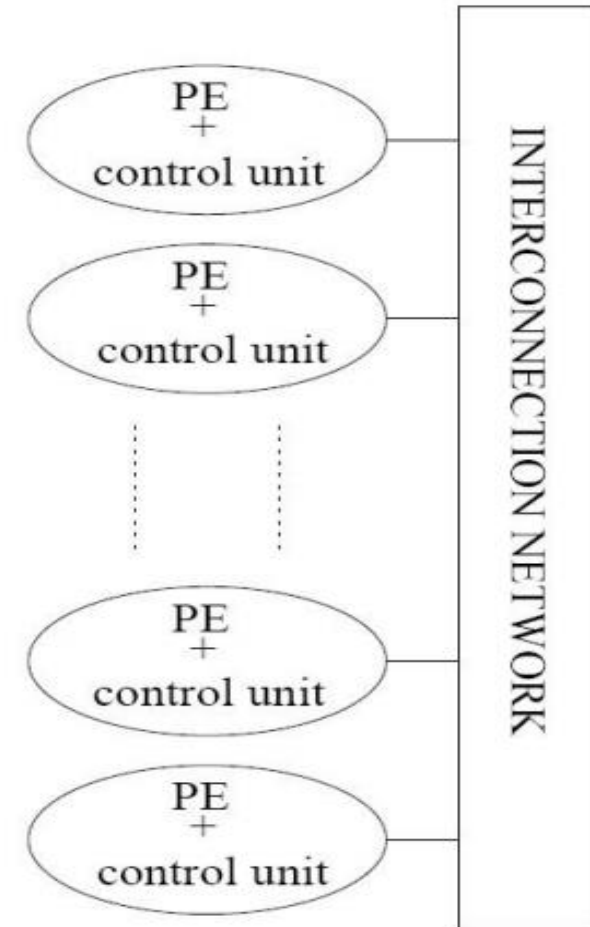 PE
+
control unit
PE
+
control unit
PE
+
control unit
PE
+
control unit
INTERCONNECTION NETWORK